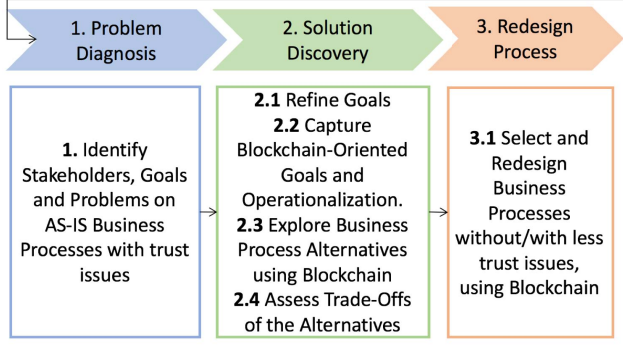 1. Problem
Diagnosis
2. Solution
Discovery
3. Redesign
Process
1. Identify
Stakeholders, Goals
and Problems on
AS-IS Business
Processes with trust
issues
2.1 Refine Goals
2.2 Capture
Blockchain-Oriented
Goals and
Operationalization.
2.3 Explore Business
Process Alternatives
using Blockchain
2.4 Assess Trade-Offs
of the Alternatives
3.1 Select and
Redesign
Business
Processes
without/with less
trust issues,
using Blockchain